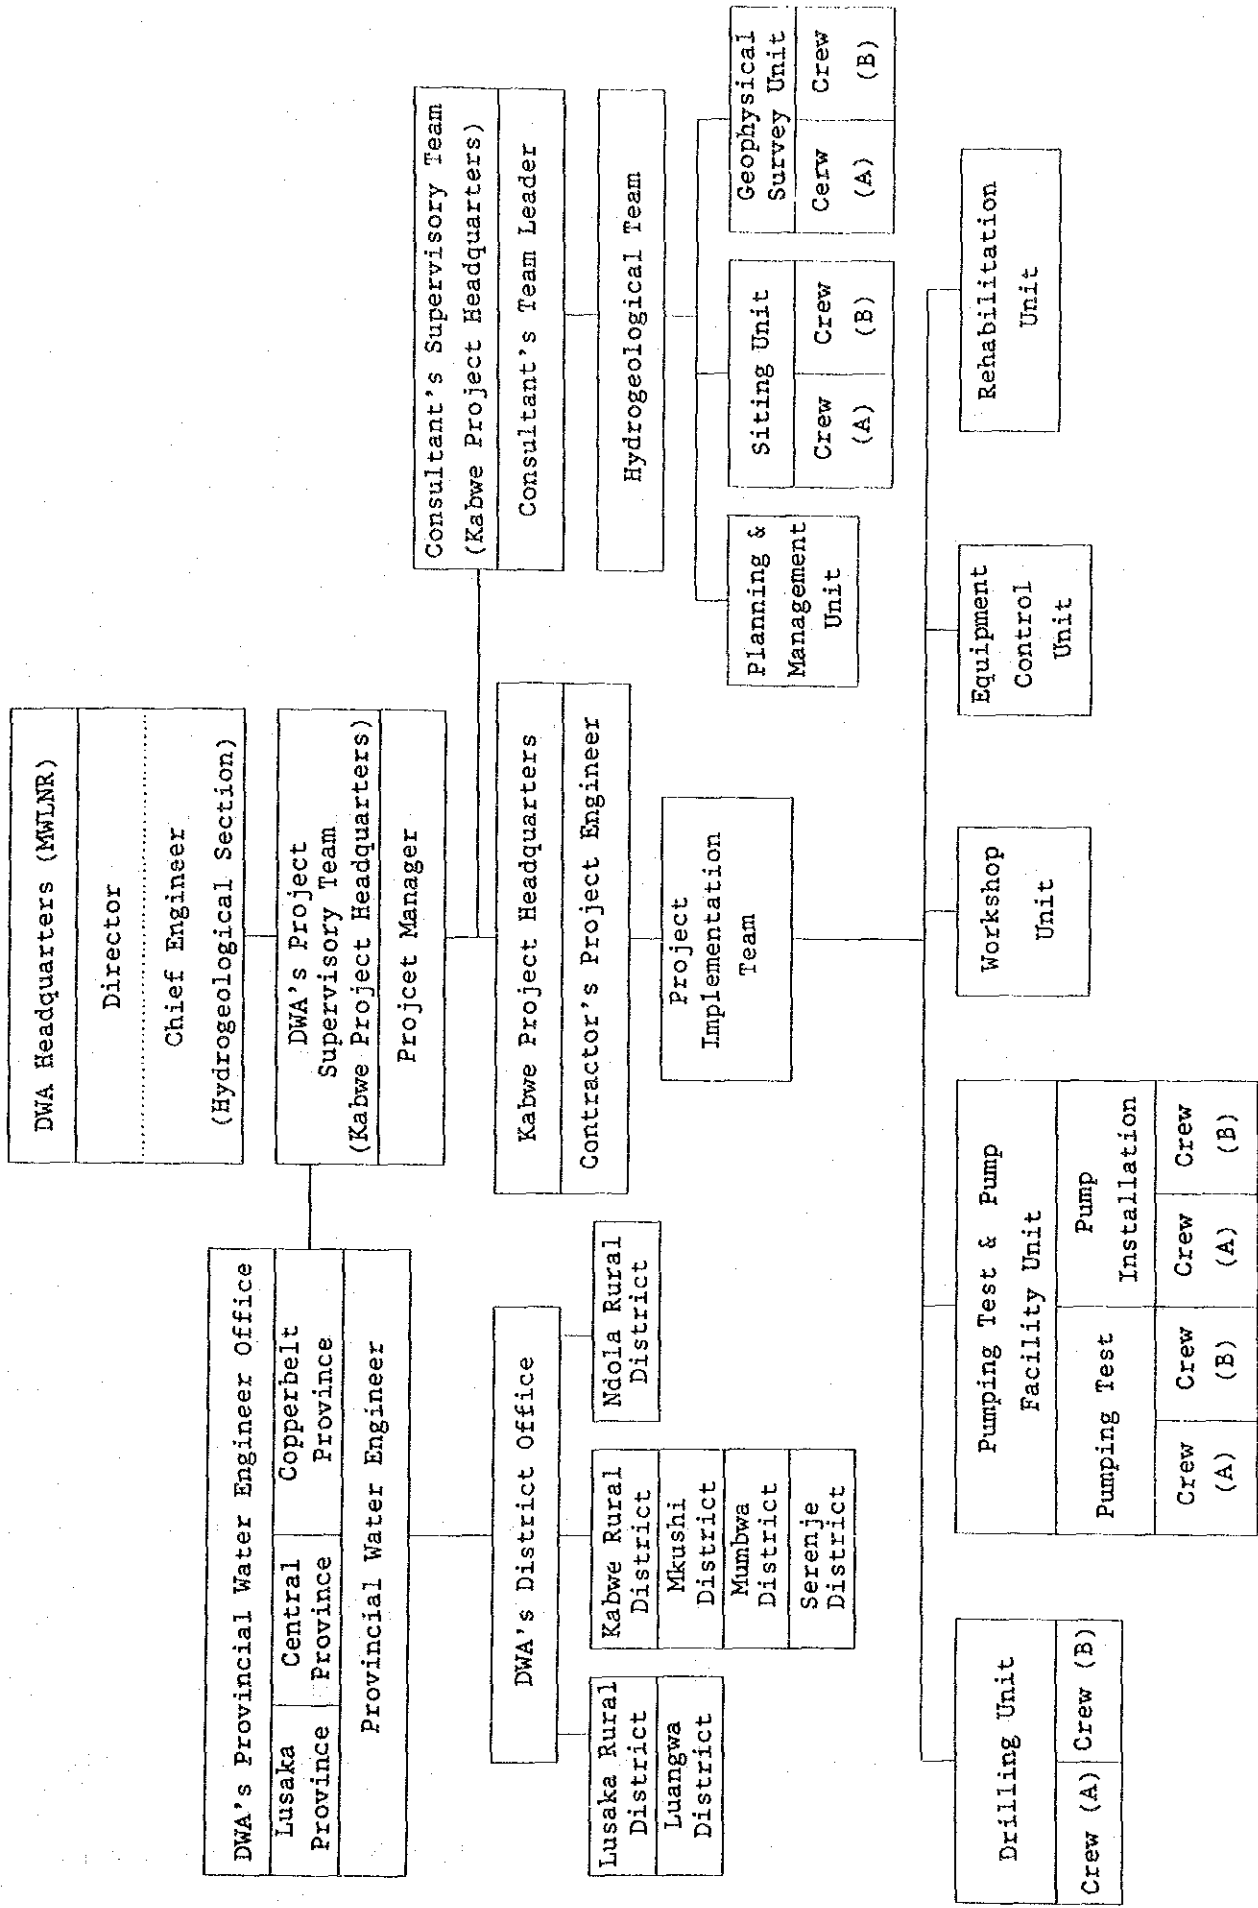 DWA Headquarters (MWLNR)
Director
Chief Engineer
(Hydrogeological Section)
DWA's Provincial Water Engineer Office
Lusaka
Province
Central
Province
Copperbelt
Province
Provincial Water Engineer
DWA's Project
Supervisory Team
(Kabwe Project Headquarters)
Projcet Manager
Consultant's Supervisory Team
(Kabwe Project Headquarters)
Consultant's Team Leader
DWA's District Office
Lusaka Rural
District
Luangwa
District
Kabwe Rural
District
Mkushi
District
Mumbwa
District
Serenje
District
Ndola Rural
District
Kabwe Project Headquarters
Contractor's Project Engineer
Project
Implementation
Team
Hydrogeological Team
Planning &
Management
Unit
Siting Unit
Crew
(A)
Crew
(B)
Geophysical
Survey Unit
Cerw
(A)
Crew
(B)
Drilling Unit
Crew (A)
Crew (B)
Pumping Test & Pump
Facility Unit
Pumping Test
Pump
Installation
Crew
(A)
Crew
(B)
Crew
(A)
Crew
(B)
Workshop
Unit
Equipment
Control
Unit
Rehabilitation
Unit